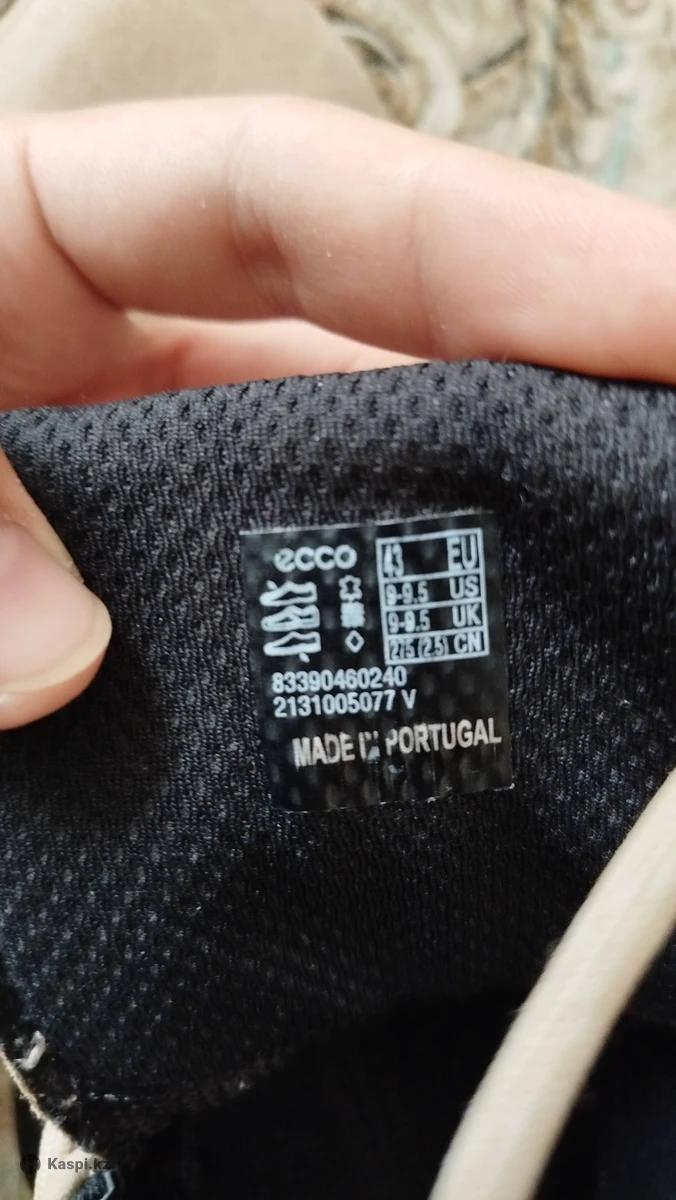 ecco
43 EU
9-9.5 US
9-9.5 UK
275 (2.5) CN
83390460240
2131005077 V
MADE IN PORTUGAL
Kaspi.kz